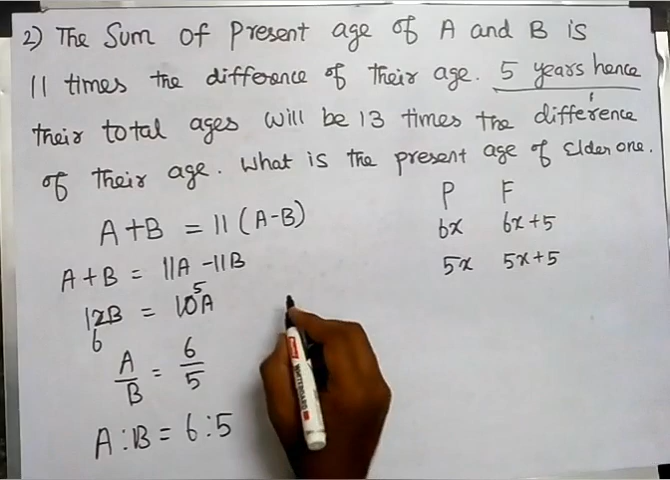 2) The Sum of Present age of A and B is
11 times the difference of their age. 5 years hence
their total ages will be 13 times the difference
of their age. What is the present age of Elder one.
A+B = 11 (A-B)
A+B = 11A -11B
12B = 10A
6 5
A/B = 6/5
A:B = 6:5
P F
6x 6x+5
5x 5x+5
WHITEBOARD